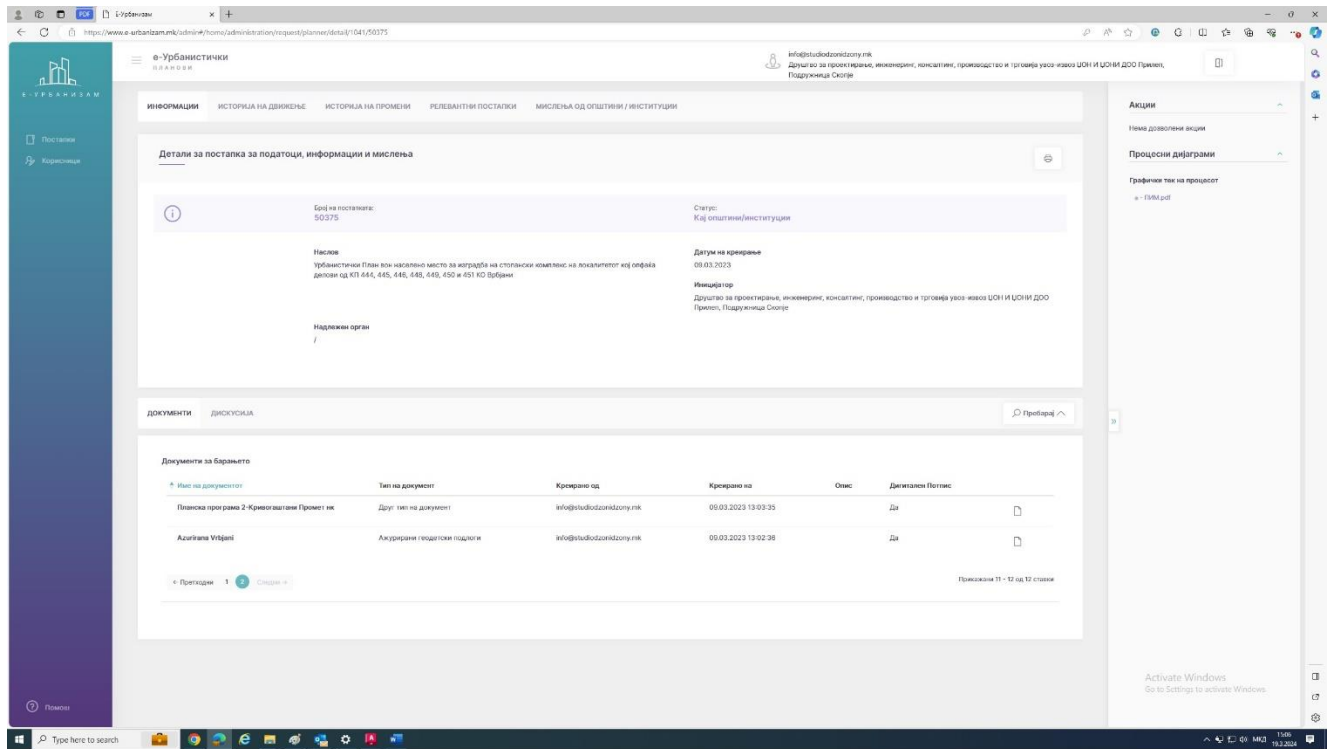 PDF
Е-Урбанизам
https://www.e-urbanizam.mk/admin#/home/administration/request/planner/detail/1041/50375
Е-УРБАНИЗАМ
Постапки
Корисници
Помош
е-Урбанистички
ПЛАНОВИ
info@studiodzonidzony.mk
Друштво за проектирање, инженеринг, консалтинг, производство и трговија увоз-извоз ЏОН И ЏОНИ ДОО Прилеп,
Подружница Скопје
ИНФОРМАЦИИ ИСТОРИЈА НА ДВИЖЕЊЕ ИСТОРИЈА НА ПРОМЕНИ РЕЛЕВАНТНИ ПОСТАПКИ МИСЛЕЊА ОД ОПШТИНИ / ИНСТИТУЦИИ
Детали за постапка за податоци, информации и мислења
Број на постапката:
50375
Статус:
Кај општини/институции
Наслов
Урбанистички План вон населено место за изградба на стопански комплекс на локалитетот кој опфаќа
делови од КП 444, 445, 446, 448, 449, 450 и 451 КО Врбјани
Датум на креирање
09.03.2023
Иницијатор
Друштво за проектирање, инженеринг, консалтинг, производство и трговија увоз-извоз ЏОН И ЏОНИ ДОО
Прилеп, Подружница Скопје
Надлежен орган
/
ДОКУМЕНТИ ДИСКУСИЈА
Пребарај
Документи за барањето
Име на документот Тип на документ Креирано од Креирано на Опис Дигитален Потпис
Планска програма 2-Кривогаштани Промет нк Друг тип на документ info@studiodzonidzony.mk 09.03.2023 13:03:35 Да
Azurirana Vrbjani Ажурирани геодетски подлоги info@studiodzonidzony.mk 09.03.2023 13:02:38 Да
← Претходни 1 2 Следни →
Прикажани 11 - 12 од 12 ставки
Акции
Нема дозволени акции
Процесни дијаграми
Графички тек на процесот
е - ПИМ.pdf
Activate Windows
Go to Settings to activate Windows.
Type here to search
МКД
15:06
19.3.2024